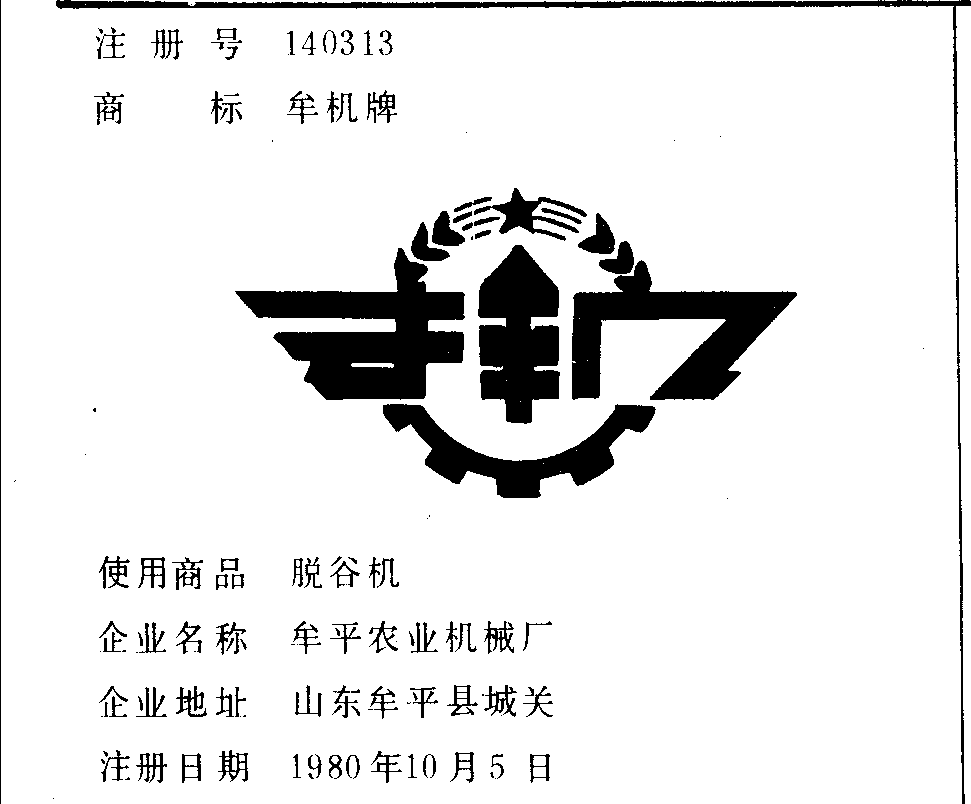 注册号 140313
商标 牟机牌
使用商品 脱谷机
企业名称 牟平农业机械厂
企业地址 山东牟平县城关
注册日期 1980年10月5日